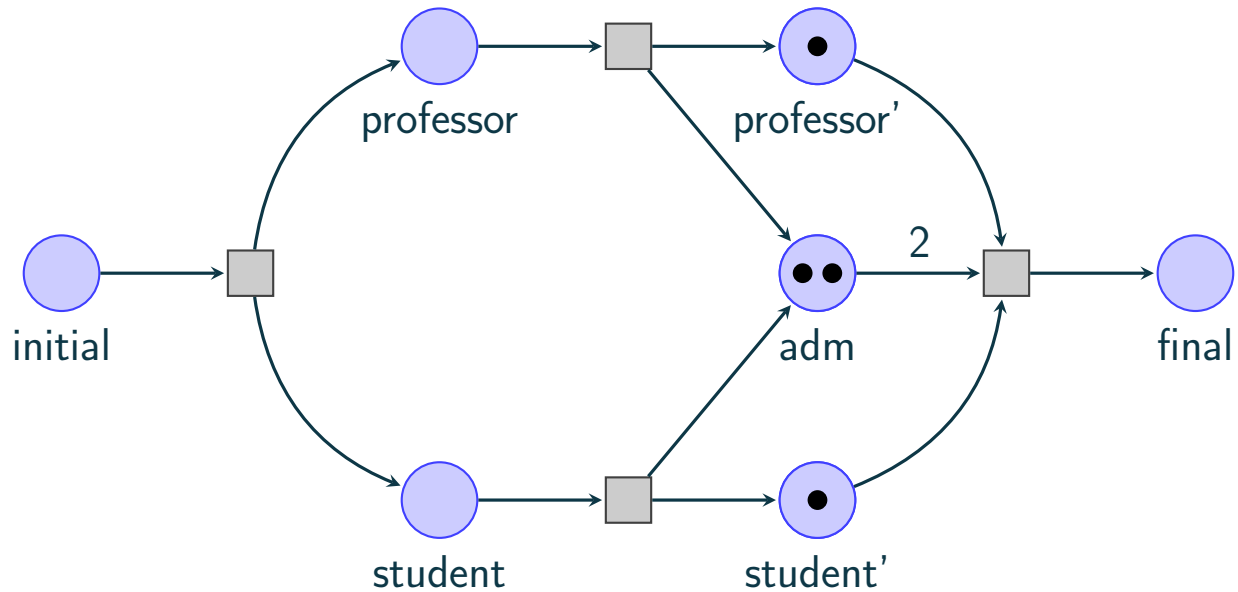 professor
professor'
2
initial
adm
final
student
student'